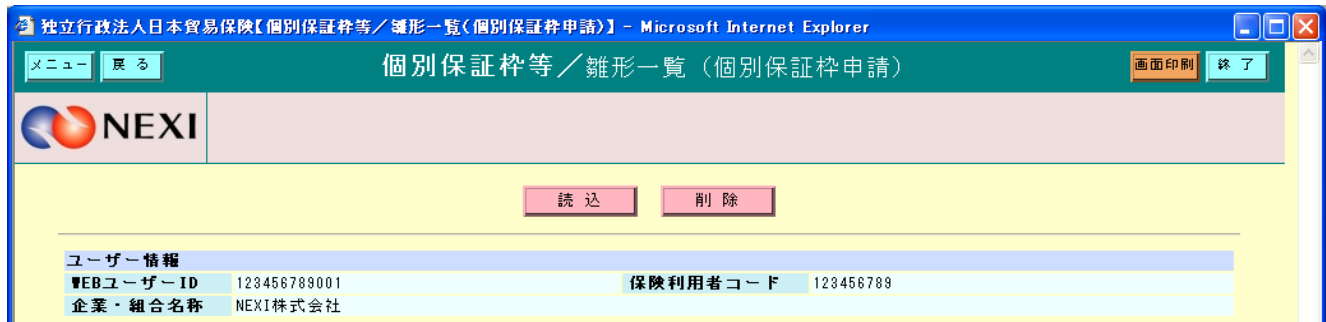 独立行政法人日本貿易保険【個別保証枠等／雛形一覧(個別保証枠申請)】 - Microsoft Internet Explorer
メニュー 戻る 個別保証枠等／雛形一覧（個別保証枠申請） 画面印刷 終了
NEXI
読込 削除
ユーザー情報
WEBユーザーID 123456789001 保険利用者コード 123456789
企業・組合名称 NEXI株式会社